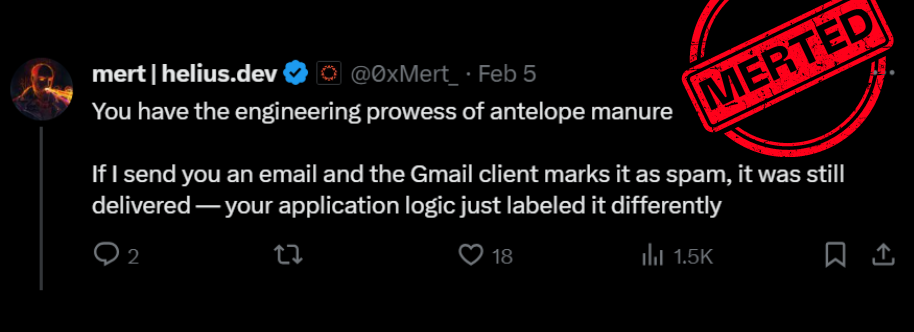 MERTED
mert | helius.dev @0xMert_ · Feb 5
You have the engineering prowess of antelope manure
If I send you an email and the Gmail client marks it as spam, it was still
delivered — your application logic just labeled it differently
2 18 1.5K